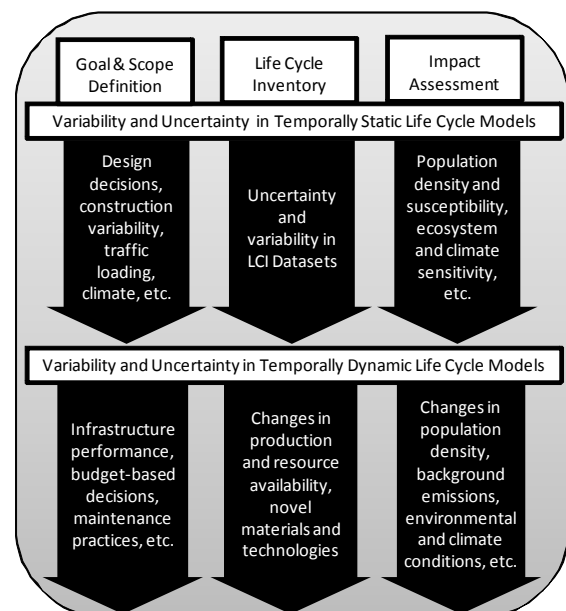 Goal & Scope
Definition
Life Cycle
Inventory
Impact
Assessment
Variability and Uncertainty in Temporally Static Life Cycle Models
Design
decisions,
construction
variability,
traffic
loading,
climate, etc.
Uncertainty
and
variability in
LCI Datasets
Population
density and
susceptibility,
ecosystem
and climate
sensitivity,
etc.
Variability and Uncertainty in Temporally Dynamic Life Cycle Models
Infrastructure
performance,
budget-based
decisions,
maintenance
practices, etc.
Changes in
production
and resource
availability,
novel
materials and
technologies
Changes in
population
density,
background
emissions,
environmental
and climate
conditions, etc.